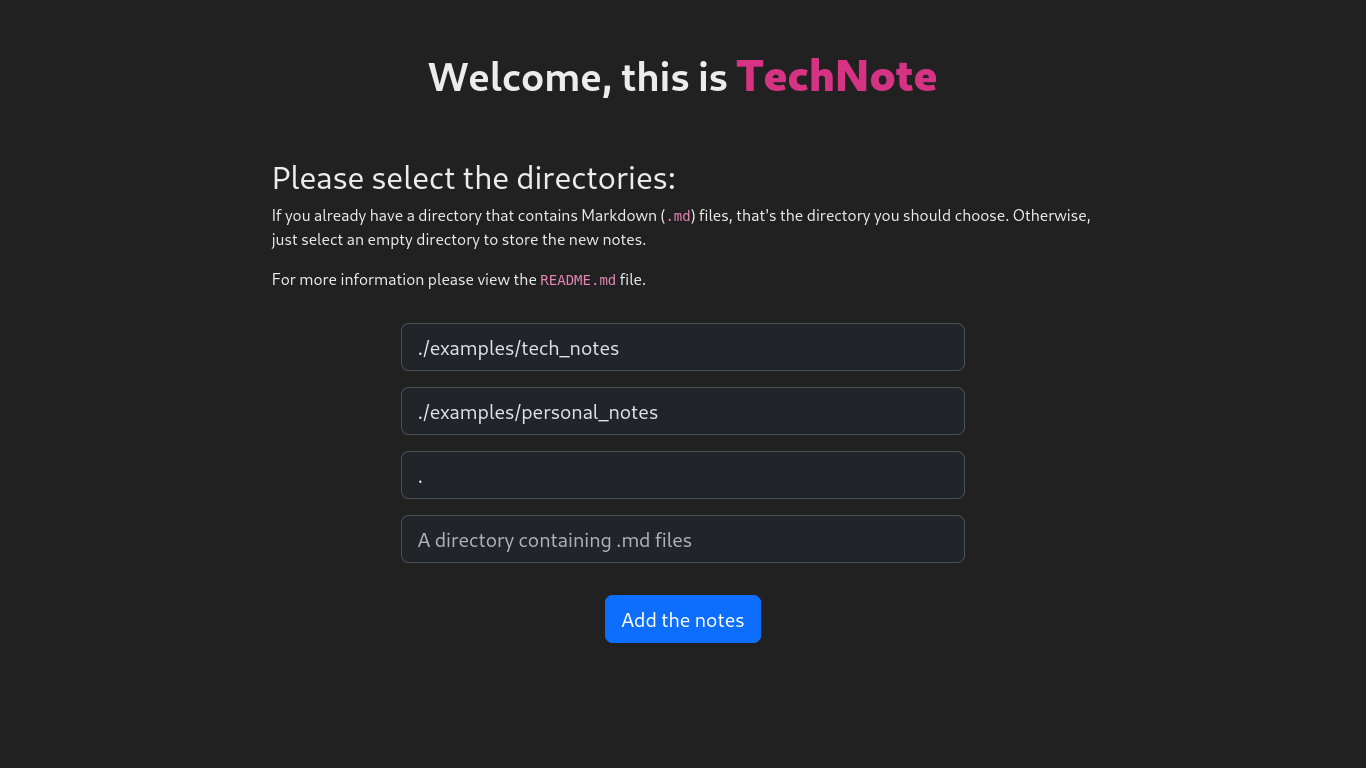 Welcome, this is TechNote
Please select the directories:
If you already have a directory that contains Markdown (.md) files, that's the directory you should choose. Otherwise,
just select an empty directory to store the new notes.
For more information please view the README.md file.
./examples/tech_notes
./examples/personal_notes
.
A directory containing .md files
Add the notes